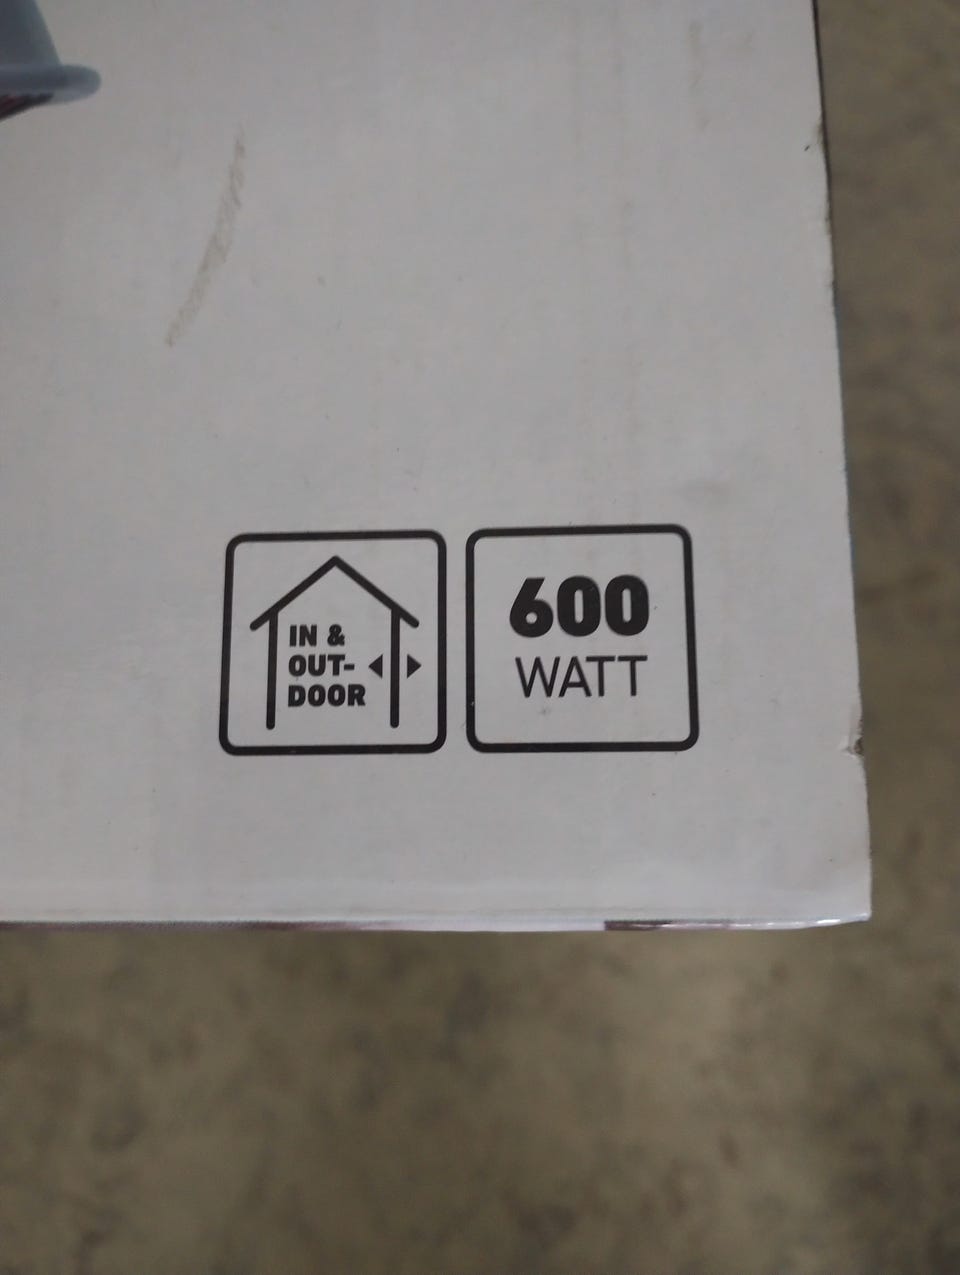 IN &
OUT-
DOOR
600
WATT